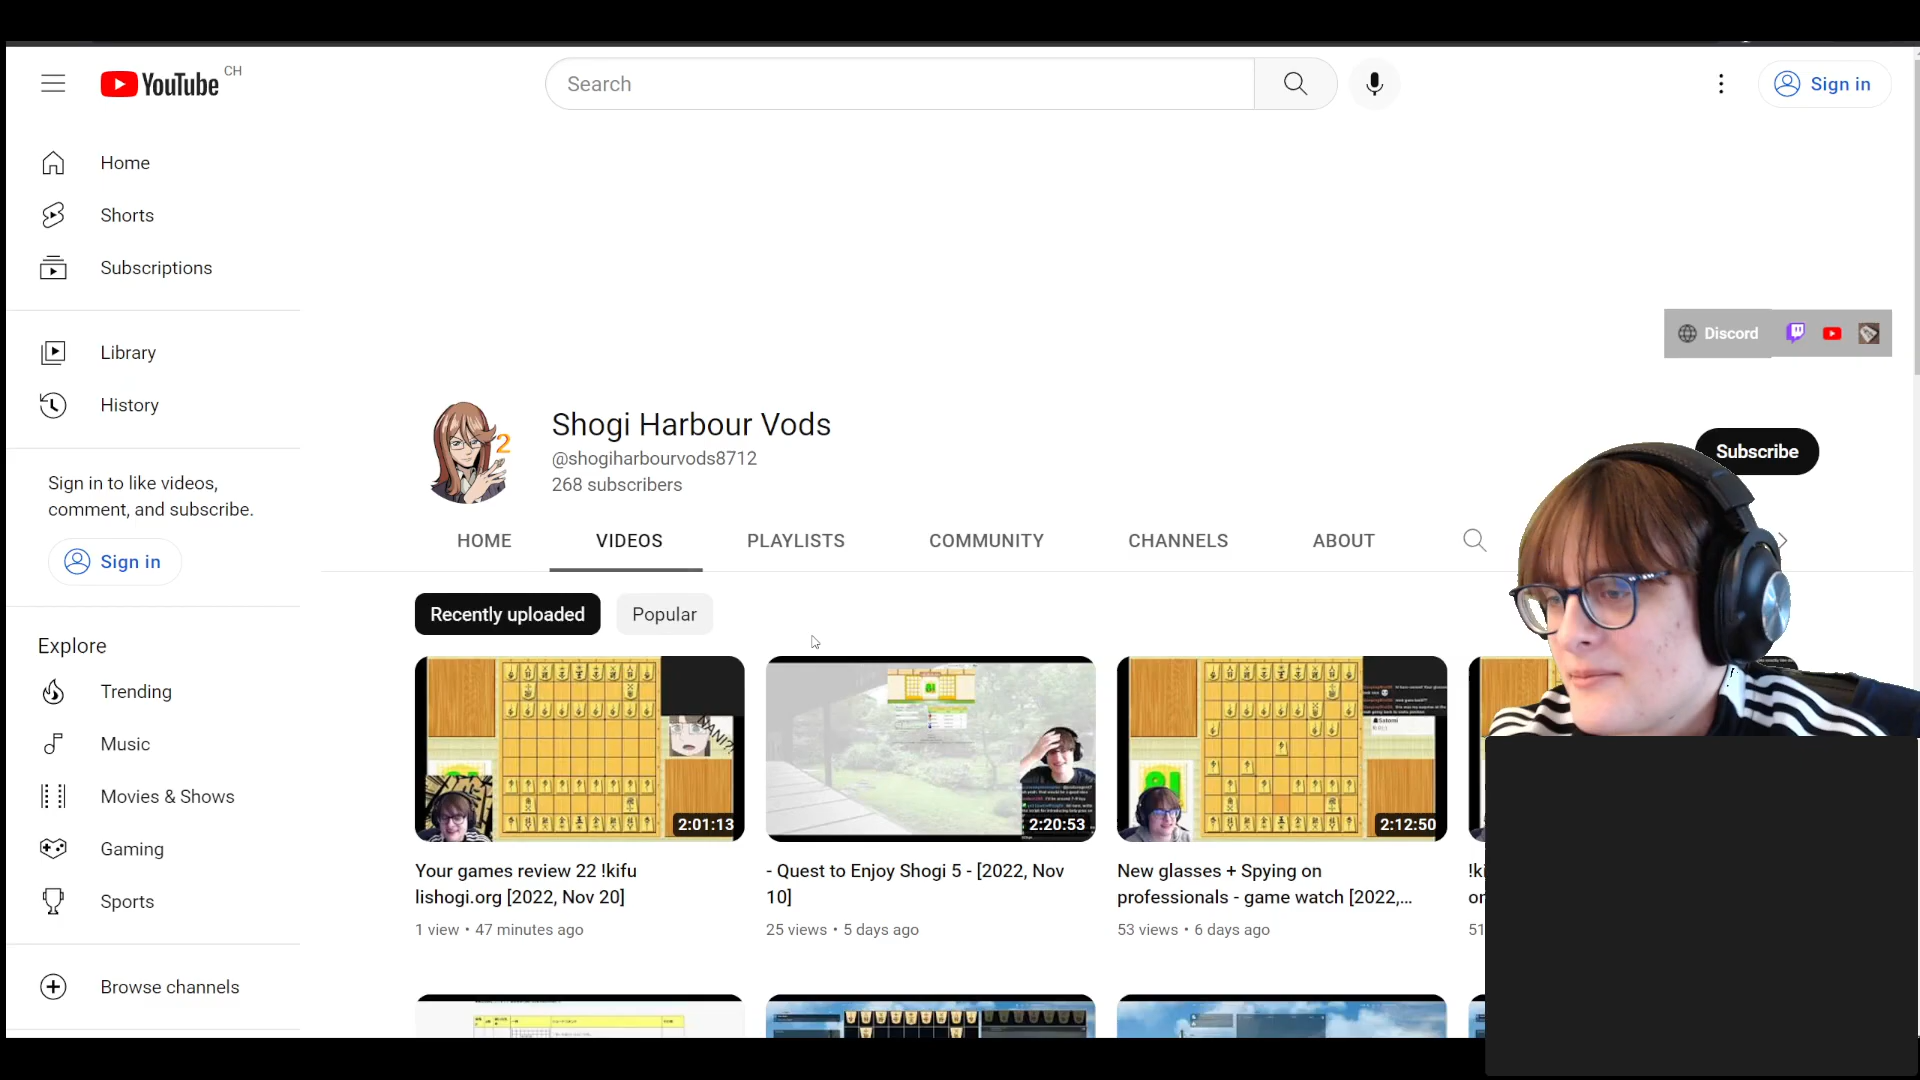 YouTube CH
Search
Sign in
Home
Shorts
Subscriptions
Library
History
Sign in to like videos,
comment, and subscribe.
Sign in
Explore
Trending
Music
Movies & Shows
Gaming
Sports
Browse channels
Discord
Shogi Harbour Vods
@shogiharbourvods8712
268 subscribers
Subscribe
HOME
VIDEOS
PLAYLISTS
COMMUNITY
CHANNELS
ABOUT
Recently uploaded
Popular
NANI?!
2:01:13
2:20:53
2:12:50
Your games review 22 !kifu
lishogi.org [2022, Nov 20]
1 view • 47 minutes ago
- Quest to Enjoy Shogi 5 - [2022, Nov
10]
25 views • 5 days ago
New glasses + Spying on
professionals - game watch [2022,...
53 views • 6 days ago